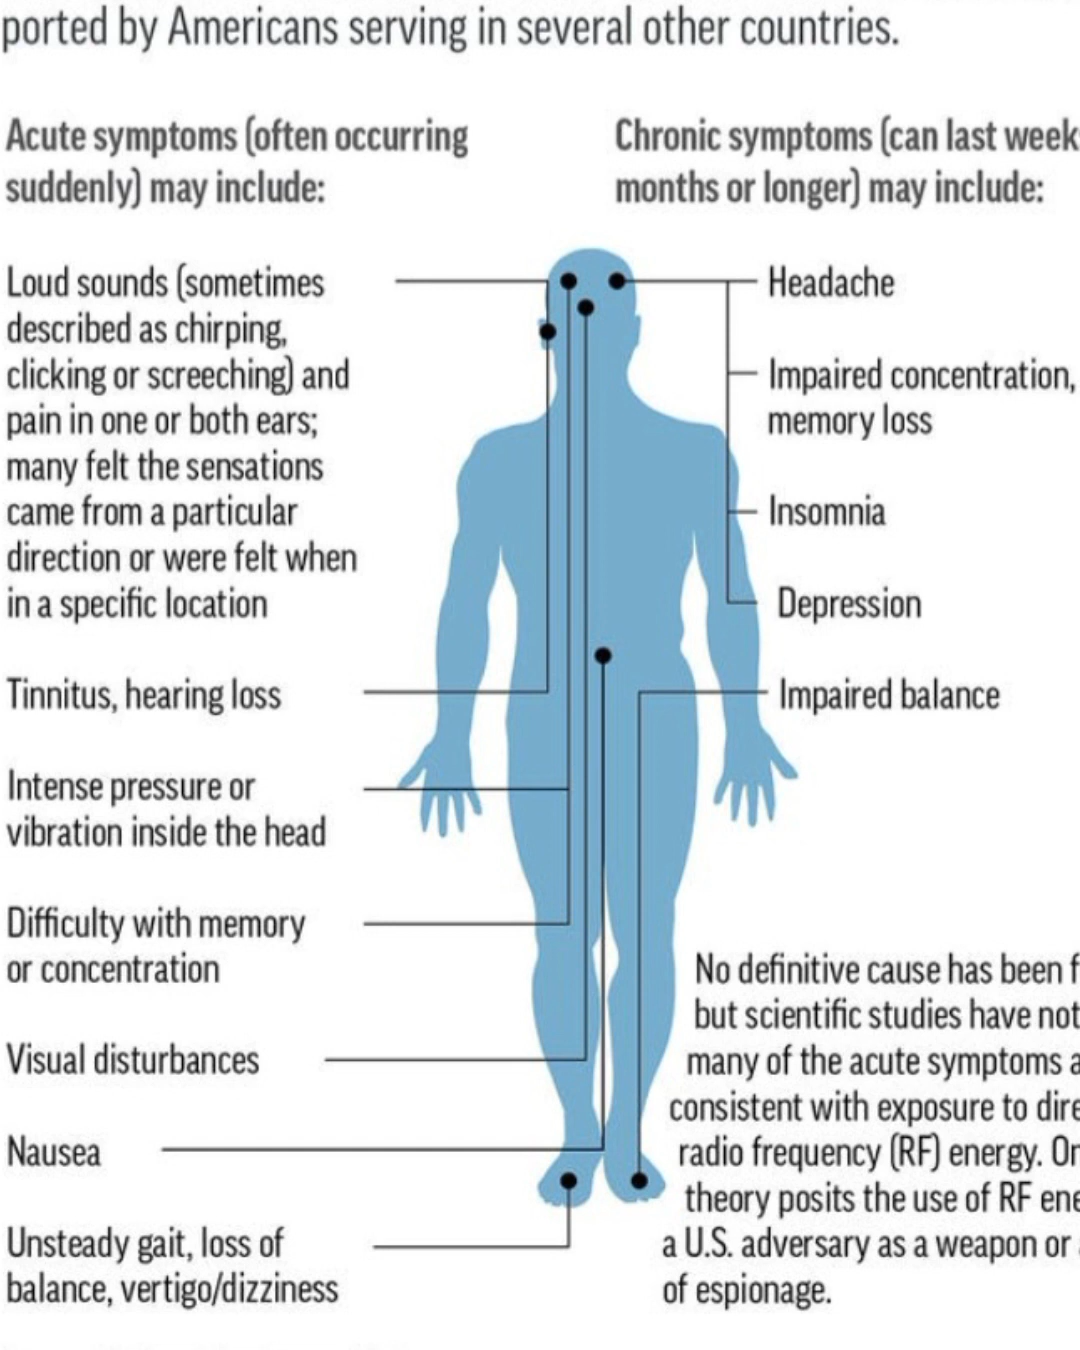 ported by Americans serving in several other countries.
Acute symptoms (often occurring
suddenly) may include:
Loud sounds (sometimes
described as chirping,
clicking or screeching) and
pain in one or both ears;
many felt the sensations
came from a particular
direction or were felt when
in a specific location
Tinnitus, hearing loss
Intense pressure or
vibration inside the head
Difficulty with memory
or concentration
Visual disturbances
Nausea
Unsteady gait, loss of
balance, vertigo/dizziness
Chronic symptoms (can last week
months or longer) may include:
Headache
Impaired concentration,
memory loss
Insomnia
Depression
Impaired balance
No definitive cause has been f
but scientific studies have not
many of the acute symptoms a
consistent with exposure to dire
radio frequency (RF) energy. On
theory posits the use of RF ene
a U.S. adversary as a weapon or
of espionage.